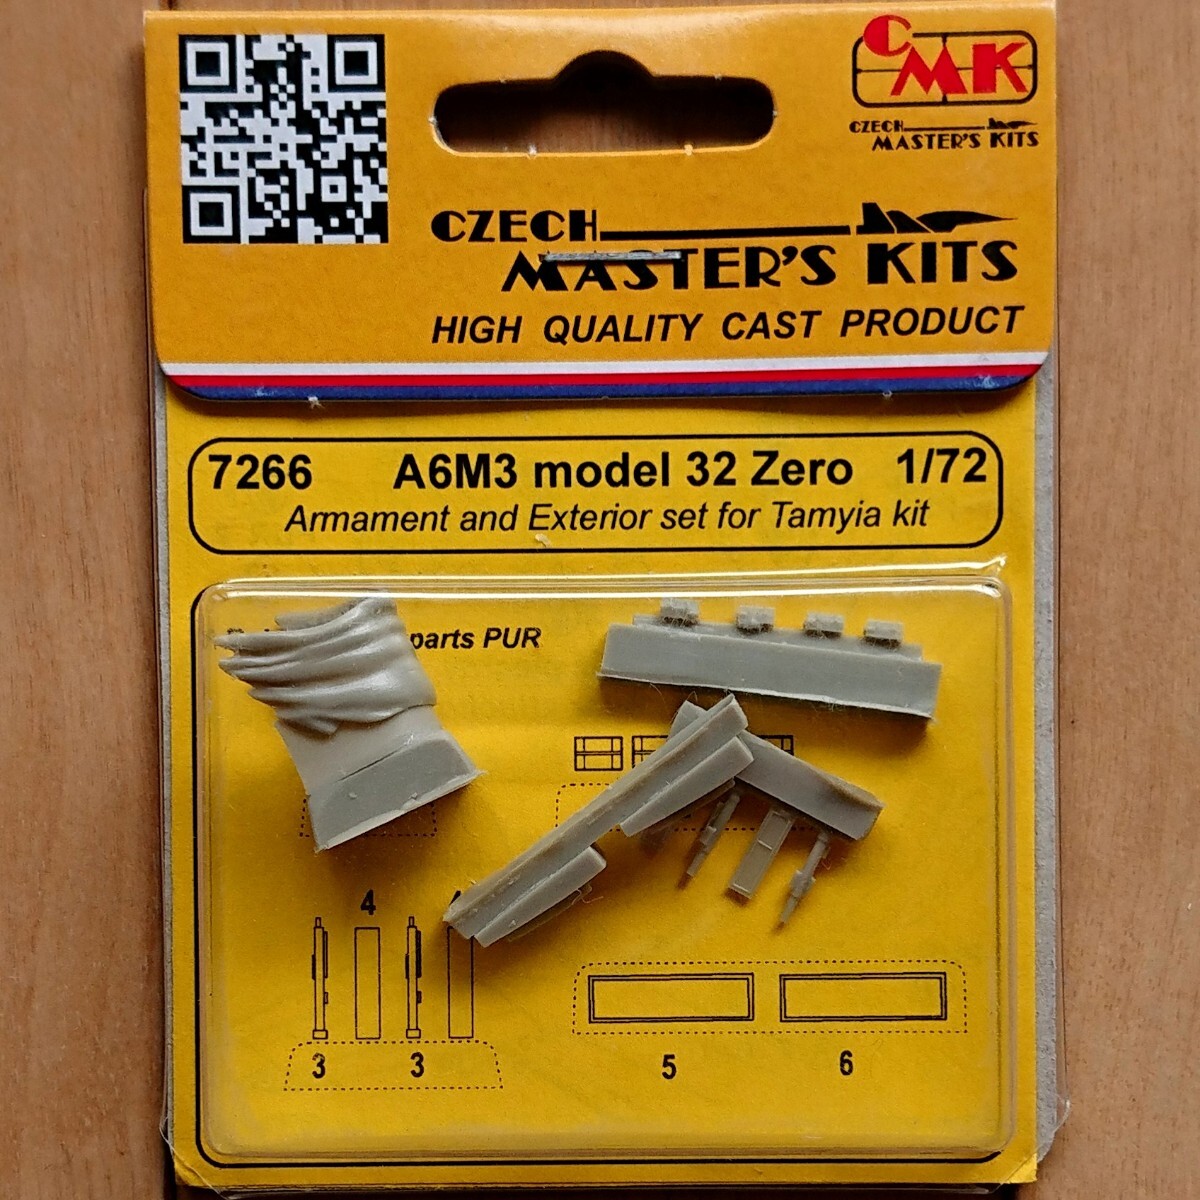 CMK
CZECH
MASTER'S KITS
CZECH
MASTER'S KITS
HIGH QUALITY CAST PRODUCT
7266 A6M3 model 32 Zero 1/72
Armament and Exterior set for Tamyia kit
parts PUR
4
3 3
5 6